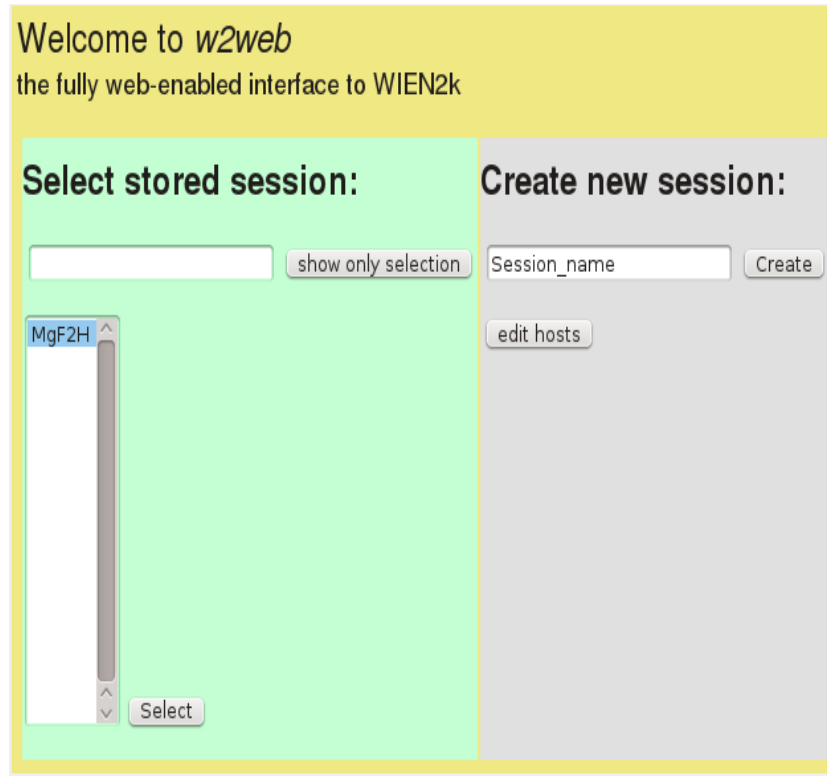 Welcome to w2web
the fully web-enabled interface to WIEN2k
Select stored session:
show only selection
MgF2H
Select
Create new session:
Session_name
Create
edit hosts